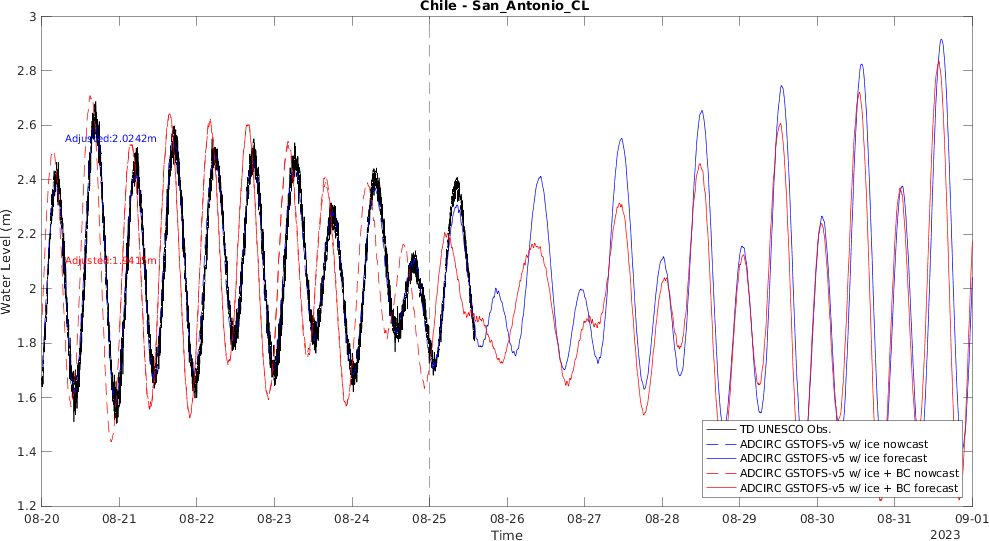 Chile - San_Antonio_CL
3
2.8
2.6
2.4
2.2
2
1.8
1.6
1.4
1.2
Water Level (m)
Adjusted:2.0242m
TD UNESCO Obs.
ADCIRC GSTOFS-v5 w/ ice nowcast
ADCIRC GSTOFS-v5 w/ ice forecast
ADCIRC GSTOFS-v5 w/ ice + BC nowcast
ADCIRC GSTOFS-v5 w/ ice + BC forecast
08-20 08-21 08-22 08-23 08-24 08-25 08-26 08-27 08-28 08-29 08-30 08-31 09-01
Time
2023